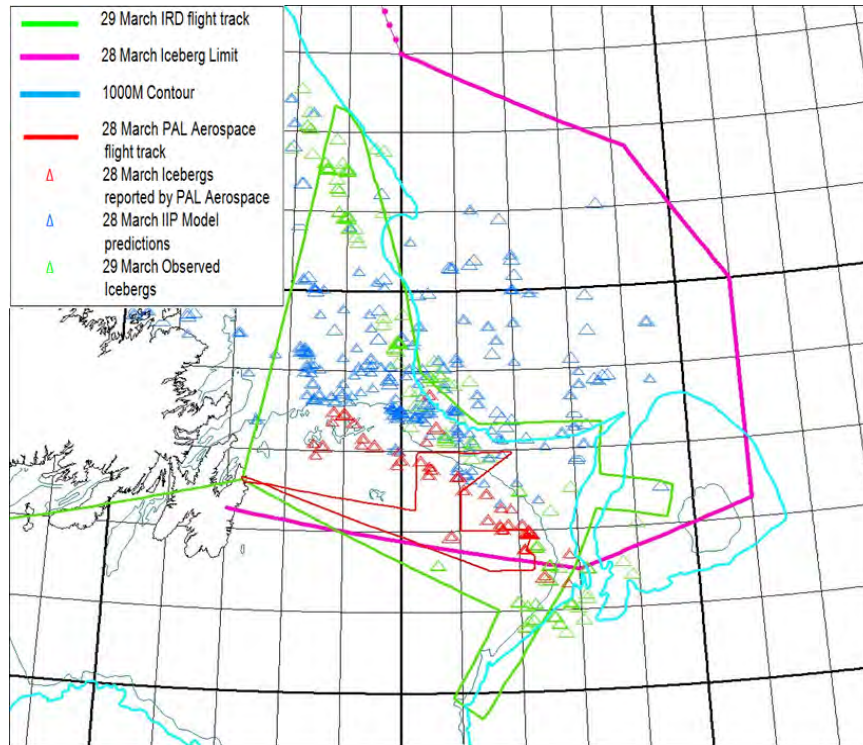 29 March IRD flight track
28 March Iceberg Limit
1000M Contour
28 March PAL Aerospace
flight track
28 March Icebergs
reported by PAL Aerospace
28 March IIP Model
predictions
29 March Observed
Icebergs